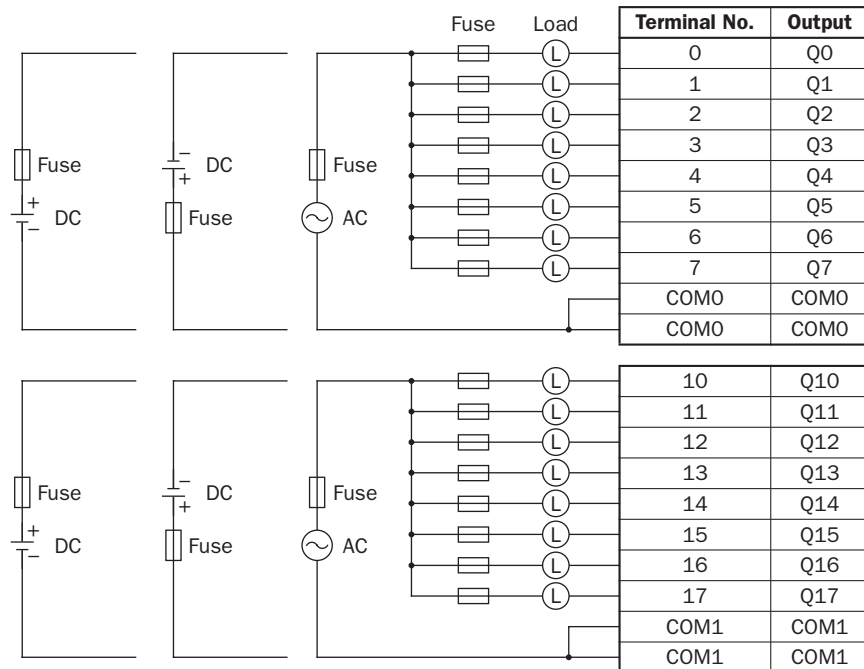 Fuse Load Terminal No. Output
L 0 Q0
L 1 Q1
L 2 Q2
L 3 Q3
L 4 Q4
L 5 Q5
L 6 Q6
L 7 Q7
COM0 COM0
COM0 COM0
Fuse
+
−
DC
−
+
DC
Fuse
Fuse
AC
L 10 Q10
L 11 Q11
L 12 Q12
L 13 Q13
L 14 Q14
L 15 Q15
L 16 Q16
L 17 Q17
COM1 COM1
COM1 COM1
Fuse
+
−
DC
−
+
DC
Fuse
Fuse
AC